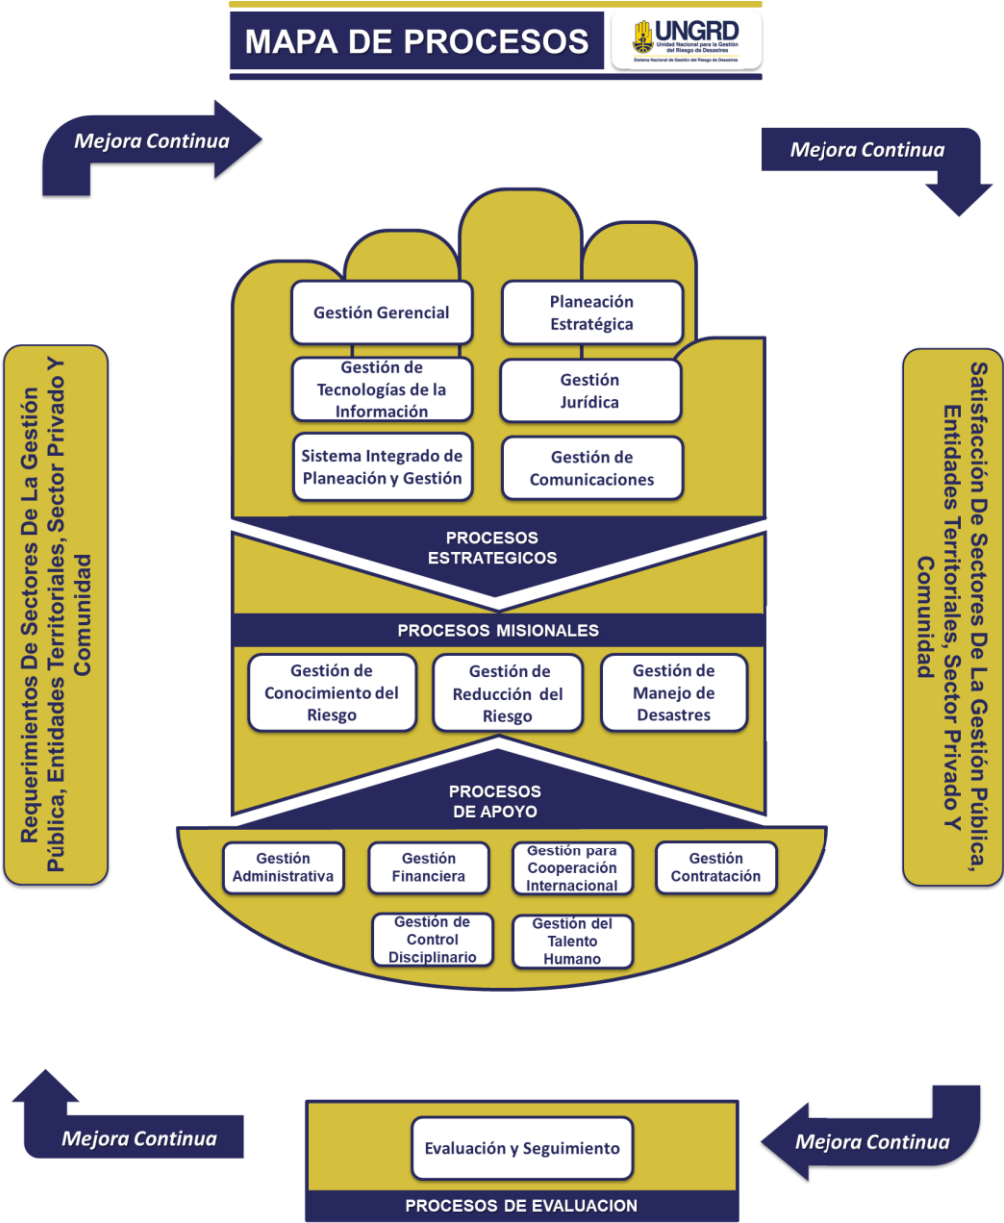 MAPA DE PROCESOS
UNGRD
Unidad Nacional para la Gestión
del Riesgo de Desastres
Sistema Nacional de Gestión del Riesgo de Desastres
Mejora Continua
Mejora Continua
Gestión Gerencial
Planeación
Estratégica
Gestión de
Tecnologías de la
Información
Gestión
Jurídica
Sistema Integrado de
Planeación y Gestión
Gestión de
Comunicaciones
PROCESOS
ESTRATEGICOS
Requerimientos De Sectores De La Gestión
Pública, Entidades Territoriales, Sector Privado Y
Comunidad
Satisfacción De Sectores De La Gestión Pública,
Entidades Territoriales, Sector Privado Y
Comunidad
PROCESOS MISIONALES
Gestión de
Conocimiento del
Riesgo
Gestión de
Reducción del
Riesgo
Gestión de
Manejo de
Desastres
PROCESOS
DE APOYO
Gestión
Administrativa
Gestión
Financiera
Gestión para
Cooperación
Internacional
Gestión
Contratación
Gestión de
Control
Disciplinario
Gestión del
Talento
Humano
Mejora Continua
Evaluación y Seguimiento
Mejora Continua
PROCESOS DE EVALUACION